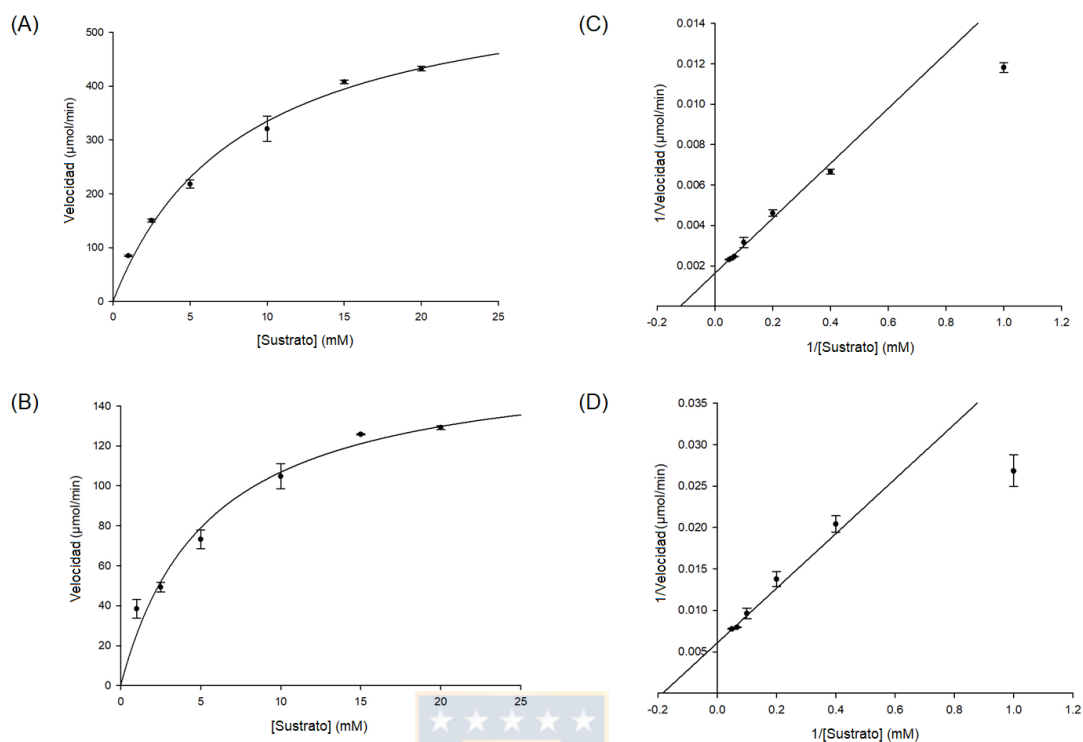 (A)
500
400
300
200
100
0
Velocidad (µmol/min)
0 5 10 15 20 25
[Sustrato] (mM)
(C)
0.014
0.012
0.010
0.008
0.006
0.004
0.002
1/Velocidad (µmol/min)
-0.2 0.0 0.2 0.4 0.6 0.8 1.0 1.2
1/[Sustrato] (mM)
(B)
140
120
100
80
60
40
20
0
Velocidad (µmol/min)
0 5 10 15 20 25
[Sustrato] (mM)
(D)
0.035
0.030
0.025
0.020
0.015
0.010
0.005
1/Velocidad (µmol/min)
-0.2 0.0 0.2 0.4 0.6 0.8 1.0 1.2
1/[Sustrato] (mM)